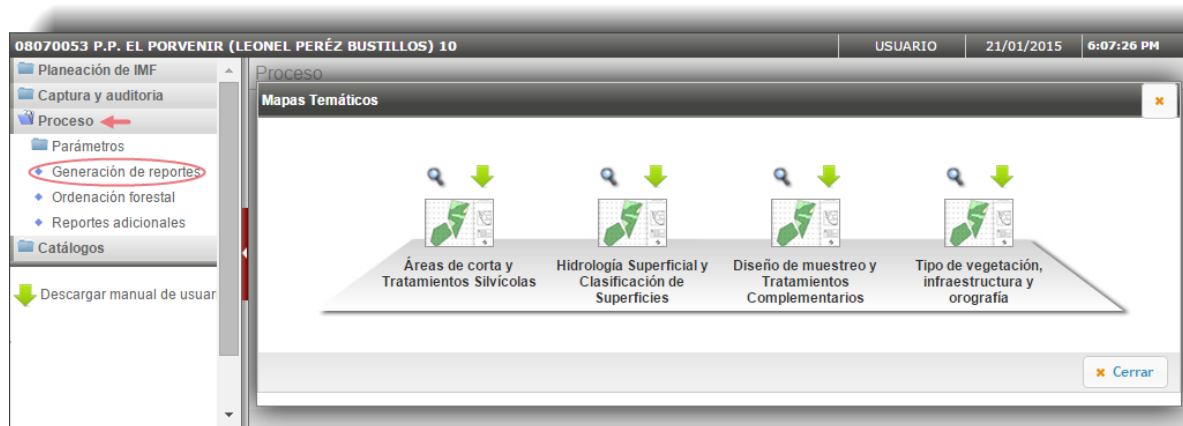 08070053 P.P. EL PORVENIR (LEONEL PERÉZ BUSTILLOS) 10
USUARIO
21/01/2015
6:07:26 PM
Planeación de IMF
Captura y auditoria
Proceso
Parámetros
Generación de reportes
Ordenación forestal
Reportes adicionales
Catálogos
Descargar manual de usuar
Proceso
Mapas Temáticos
Áreas de corta y
Tratamientos Silvícolas
Hidrología Superficial y
Clasificación de
Superficies
Diseño de muestreo y
Tratamientos
Complementarios
Tipo de vegetación,
infraestructura y
orografía
Cerrar